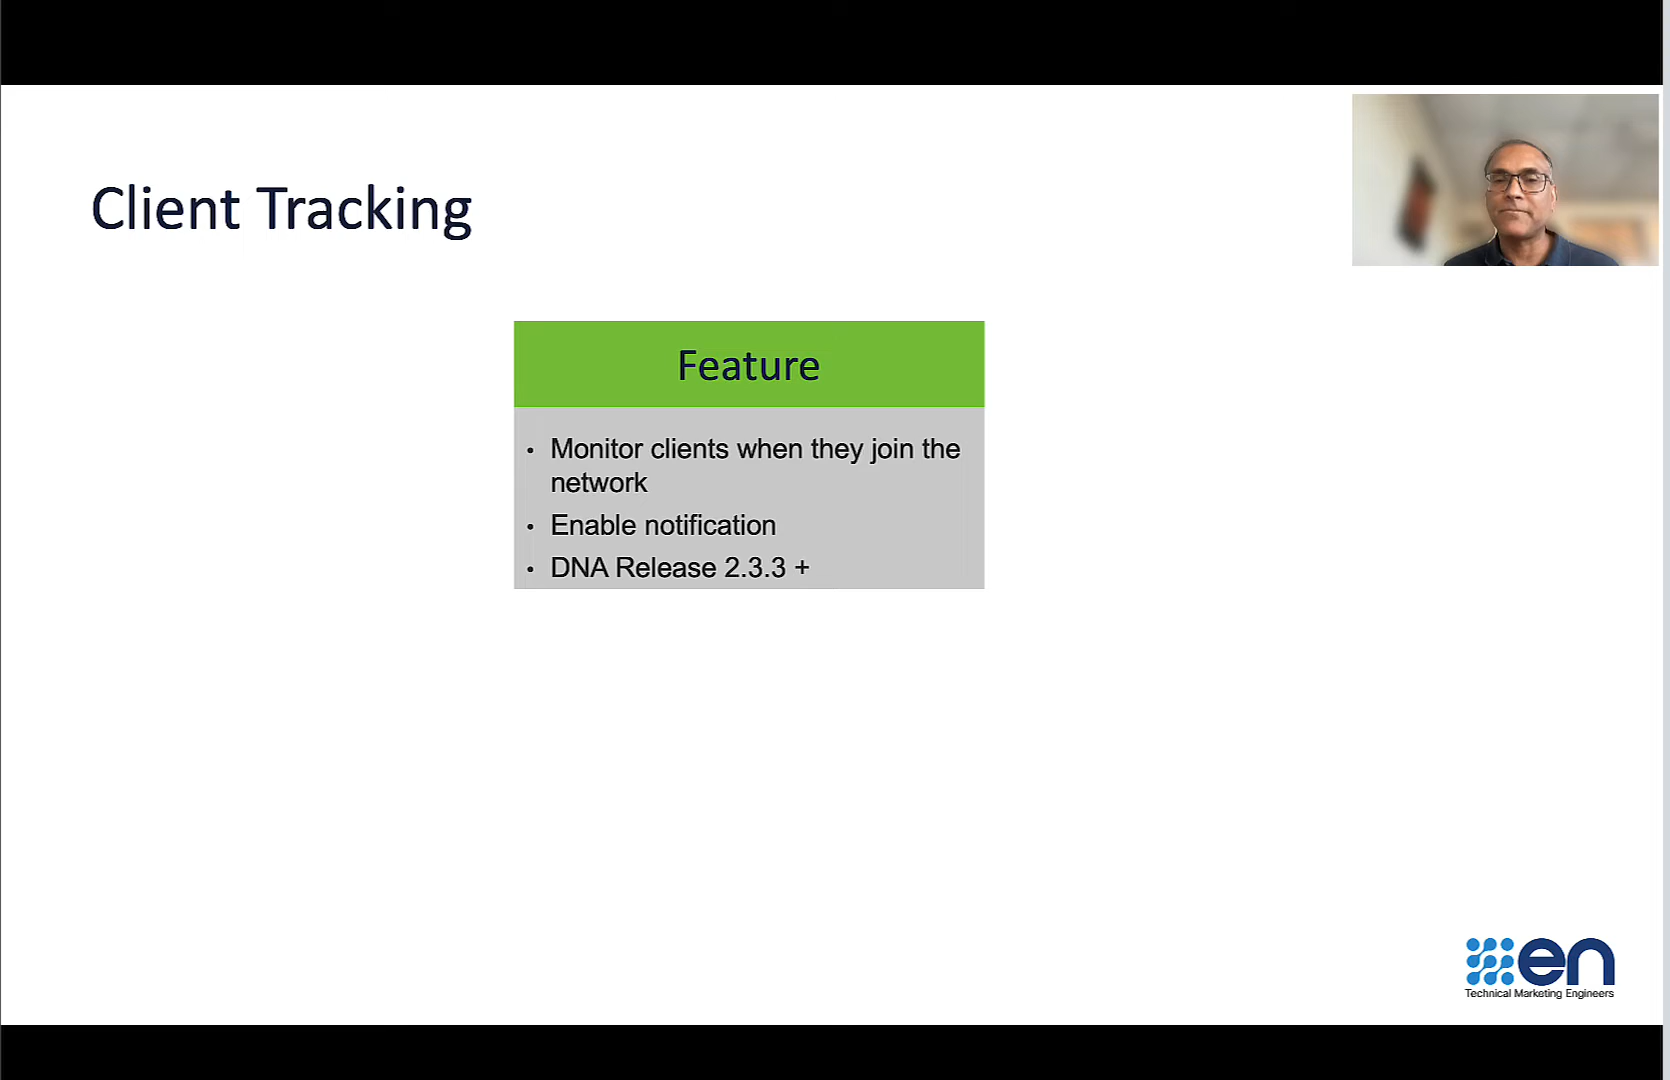 Client Tracking
Feature
• Monitor clients when they join the
network
• Enable notification
• DNA Release 2.3.3 +
en
Technical Marketing Engineers